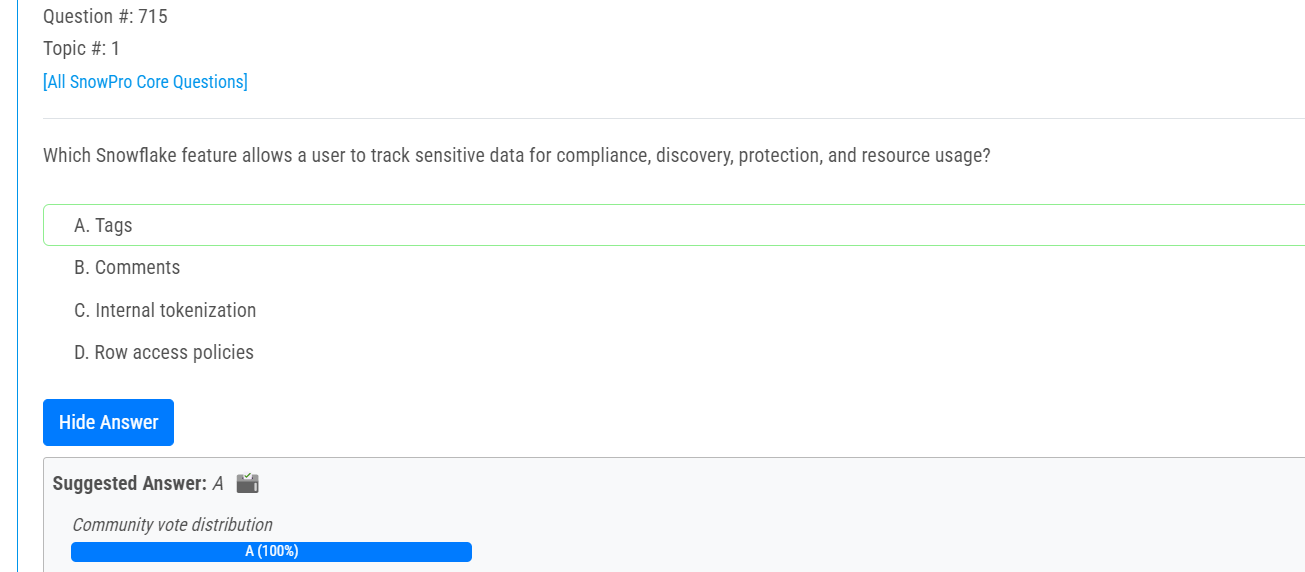 Question #: 715
Topic #: 1
[All SnowPro Core Questions]
Which Snowflake feature allows a user to track sensitive data for compliance, discovery, protection, and resource usage?
A. Tags
B. Comments
C. Internal tokenization
D. Row access policies
Hide Answer
Suggested Answer: A
Community vote distribution
A (100%)